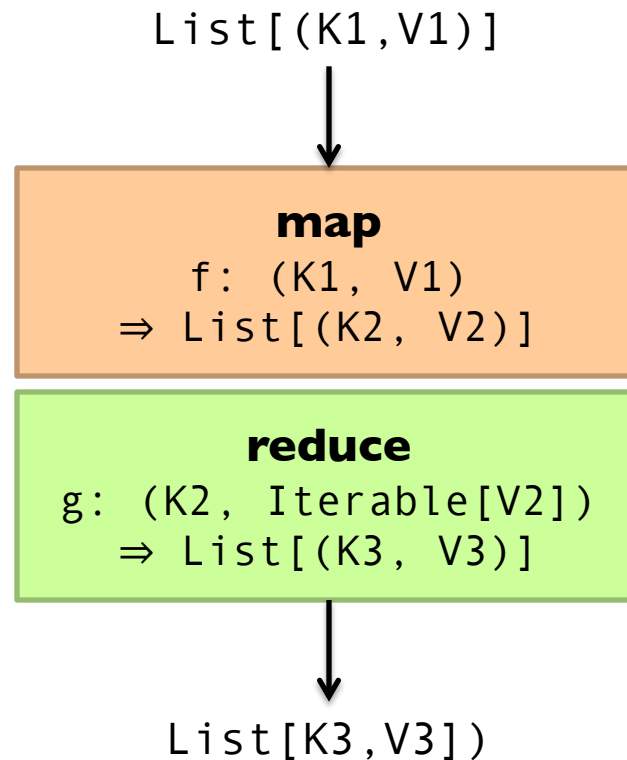 List[(K1,V1)]
map
f: (K1, V1)
⇒ List[(K2, V2)]
reduce
g: (K2, Iterable[V2])
⇒ List[(K3, V3)]
List[K3,V3])